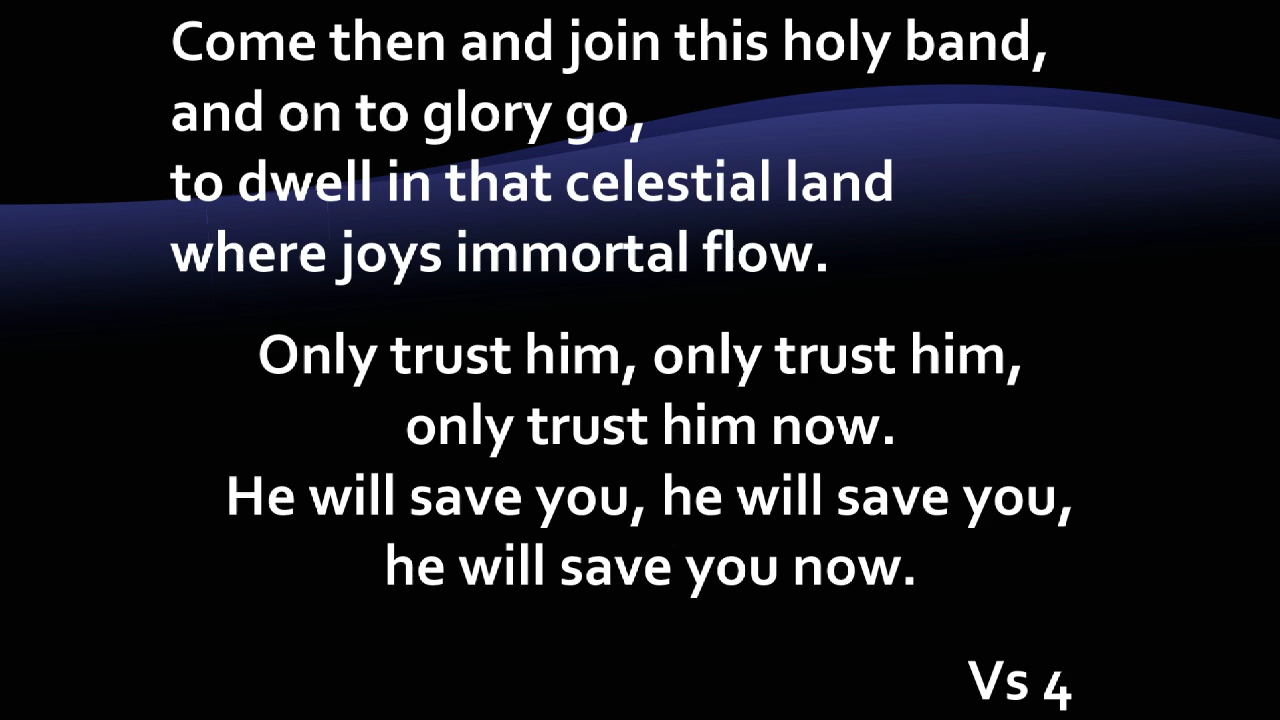 Come then and join this holy band,
and on to glory go,
to dwell in that celestial land
where joys immortal flow.
Only trust him, only trust him,
only trust him now.
He will save you, he will save you,
he will save you now.
Vs 4